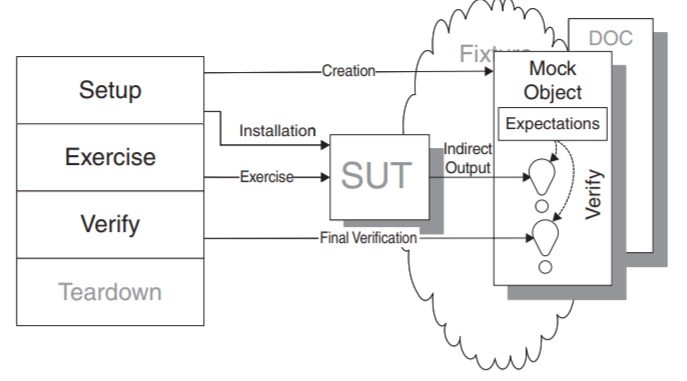 Setup
Exercise
Verify
Teardown
Creation
Installation
Exercise
Final Verification
SUT
Indirect
Output
Fixture
DOC
Mock
Object
Expectations
Verify